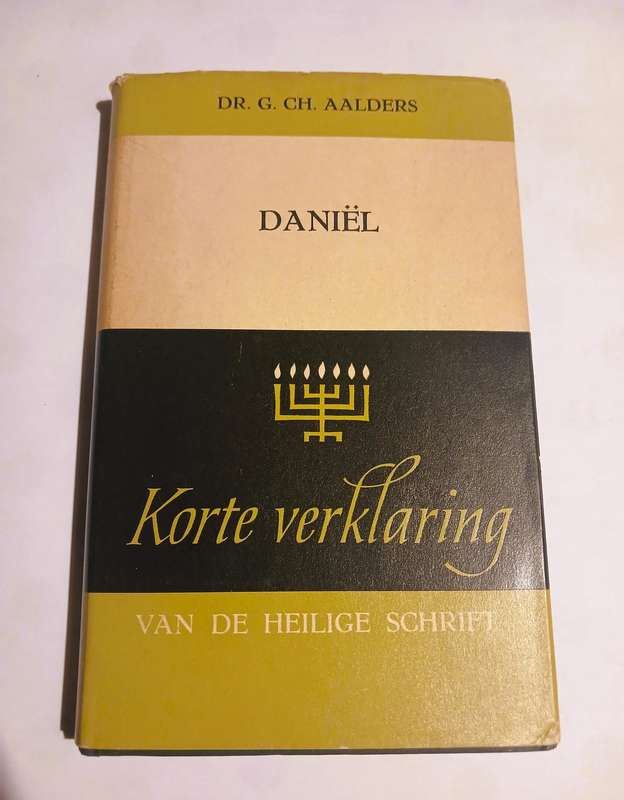 DR. G. CH. AALDERS
DANIËL
Korte verklaring
VAN DE HEILIGE SCHRIFT